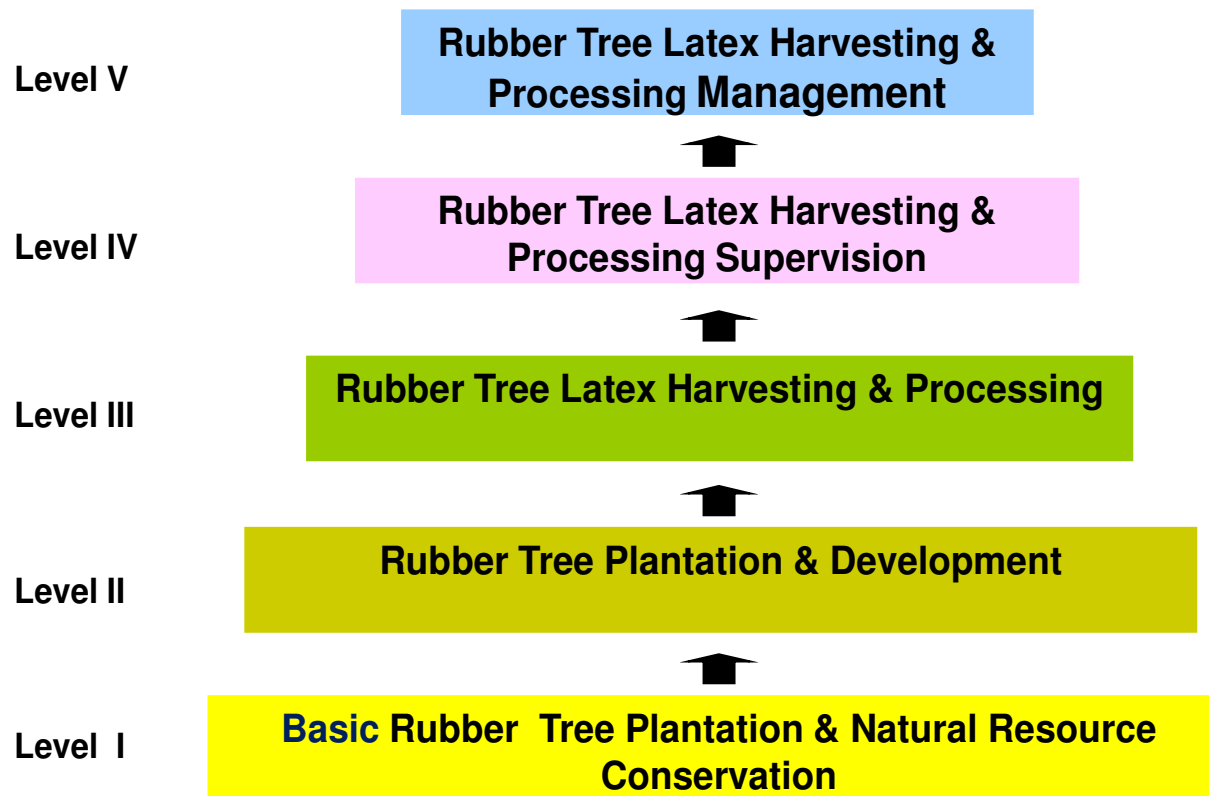 Level V
Rubber Tree Latex Harvesting &
Processing Management
Level IV
Rubber Tree Latex Harvesting &
Processing Supervision
Level III
Rubber Tree Latex Harvesting & Processing
Level II
Rubber Tree Plantation & Development
Level I
Basic Rubber Tree Plantation & Natural Resource
Conservation